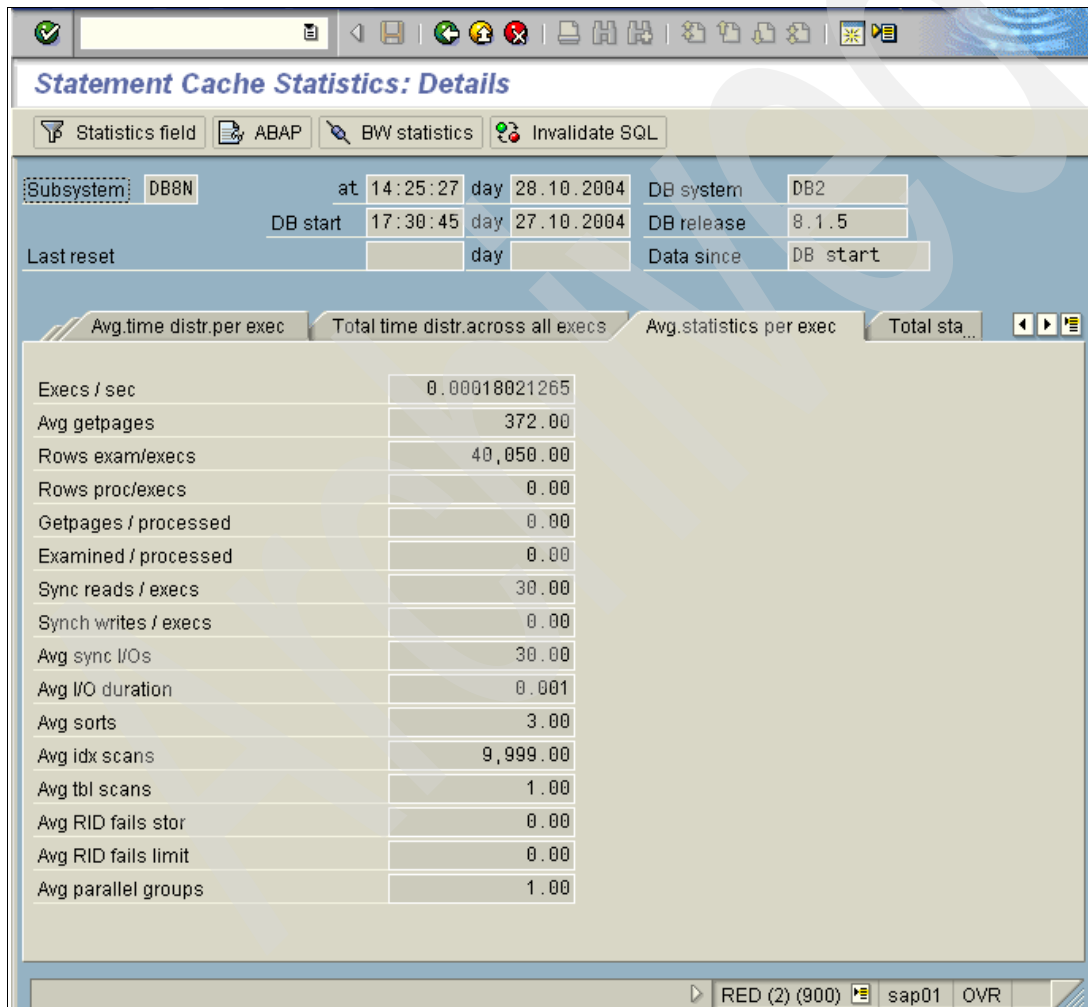 Statement Cache Statistics: Details
Statistics field ABAP BW statistics Invalidate SQL
Subsystem DB8N at 14:25:27 day 28.10.2004 DB system DB2
DB start 17:30:45 day 27.10.2004 DB release 8.1.5
Last reset day Data since DB start
Avg.time distr.per exec Total time distr.across all execs Avg.statistics per exec Total sta...
Execs / sec 0.00018021265
Avg getpages 372.00
Rows exam/execs 40,050.00
Rows proc/execs 0.00
Getpages / processed 0.00
Examined / processed 0.00
Sync reads / execs 30.00
Synch writes / execs 0.00
Avg sync I/Os 30.00
Avg I/O duration 0.001
Avg sorts 3.00
Avg idx scans 9,999.00
Avg tbl scans 1.00
Avg RID fails stor 0.00
Avg RID fails limit 0.00
Avg parallel groups 1.00
RED (2) (900) sap01 OVR